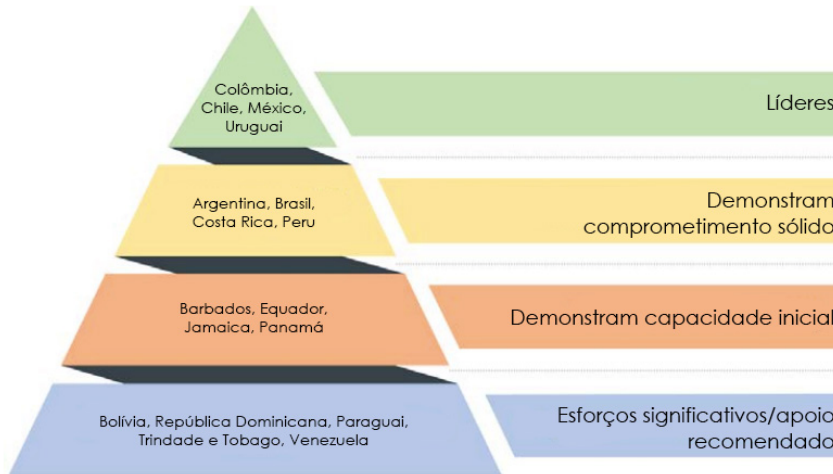 Colômbia,
Chile, México,
Uruguai
Líderes
Argentina, Brasil,
Costa Rica, Peru
Demonstram
comprometimento sólido
Barbados, Equador,
Jamaica, Panamá
Demonstram capacidade inicial
Bolívia, República Dominicana, Paraguai,
Trindade e Tobago, Venezuela
Esforços significativos/apoio
recomendado